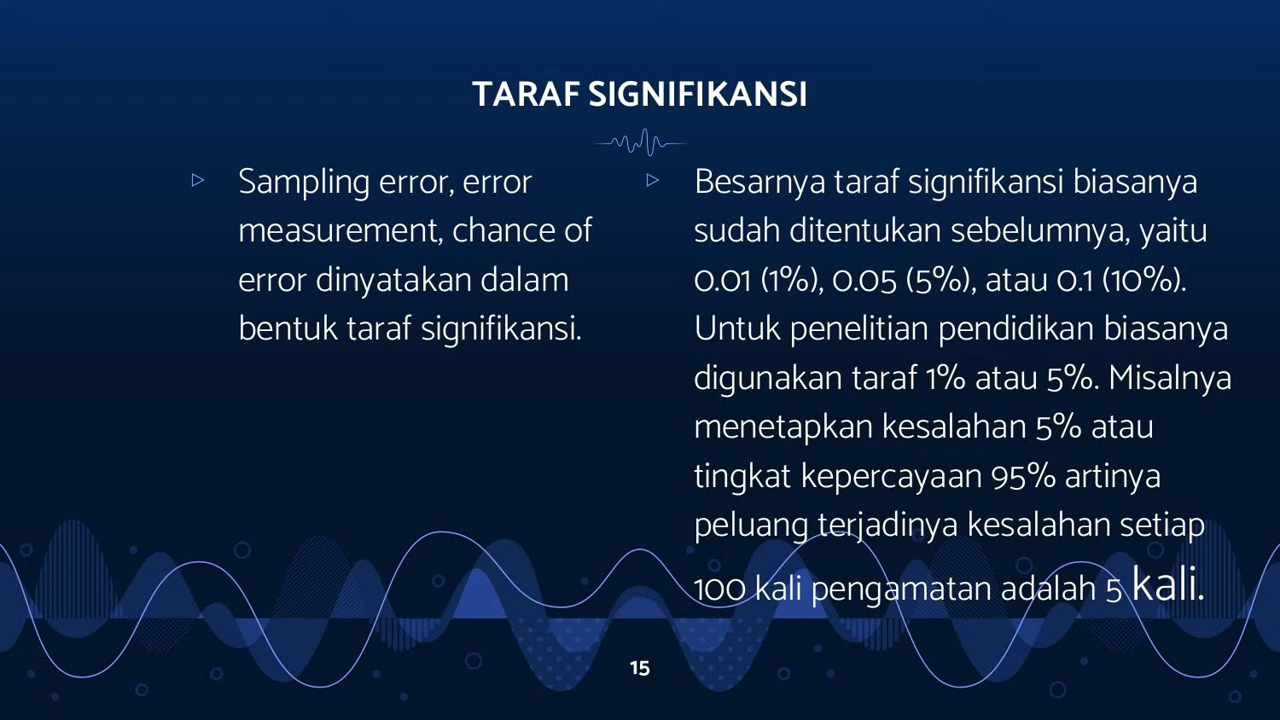 TARAF SIGNIFIKANSI
Sampling error, error
measurement, chance of
error dinyatakan dalam
bentuk taraf signifikansi.
Besarnya taraf signifikansi biasanya
sudah ditentukan sebelumnya, yaitu
0.01 (1%), 0.05 (5%), atau 0.1 (10%).
Untuk penelitian pendidikan biasanya
digunakan taraf 1% atau 5%. Misalnya
menetapkan kesalahan 5% atau
tingkat kepercayaan 95% artinya
peluang terjadinya kesalahan setiap
100 kali pengamatan adalah 5 kali.
15